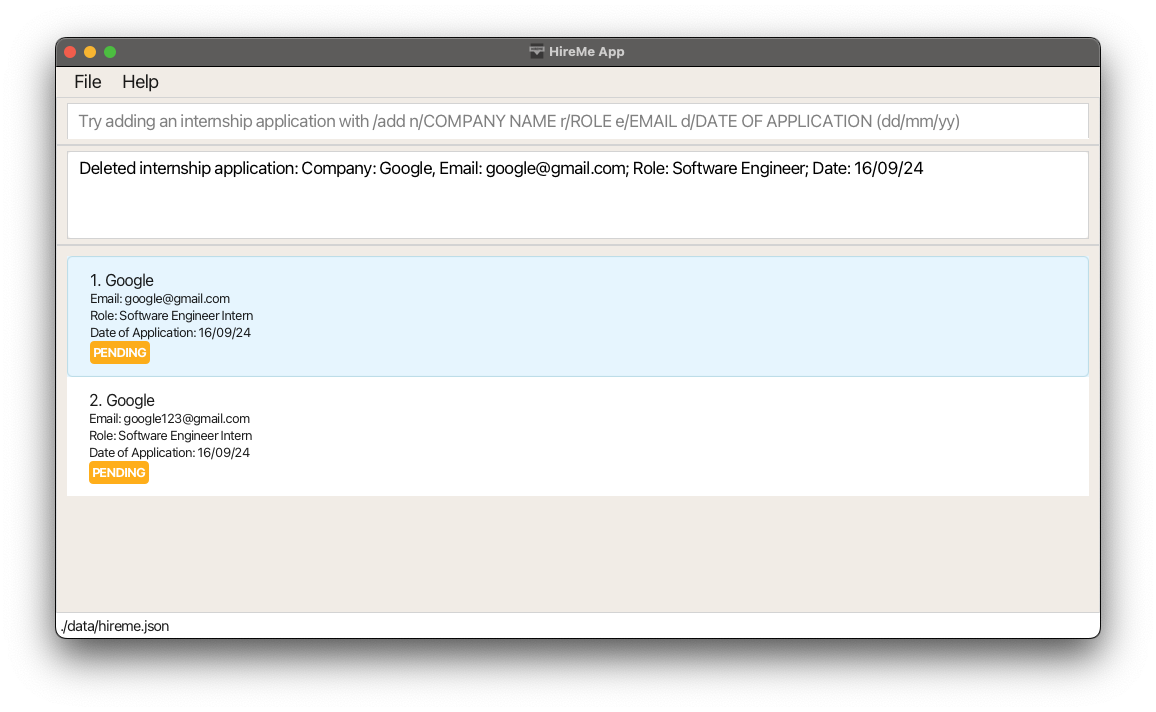 HireMe App
File Help
Try adding an internship application with /add n/COMPANY NAME r/ROLE e/EMAIL d/DATE OF APPLICATION (dd/mm/yy)
Deleted internship application: Company: Google, Email: google@gmail.com; Role: Software Engineer; Date: 16/09/24
1. Google
Email: google@gmail.com
Role: Software Engineer Intern
Date of Application: 16/09/24
PENDING
2. Google
Email: google123@gmail.com
Role: Software Engineer Intern
Date of Application: 16/09/24
PENDING
./data/hireme.json